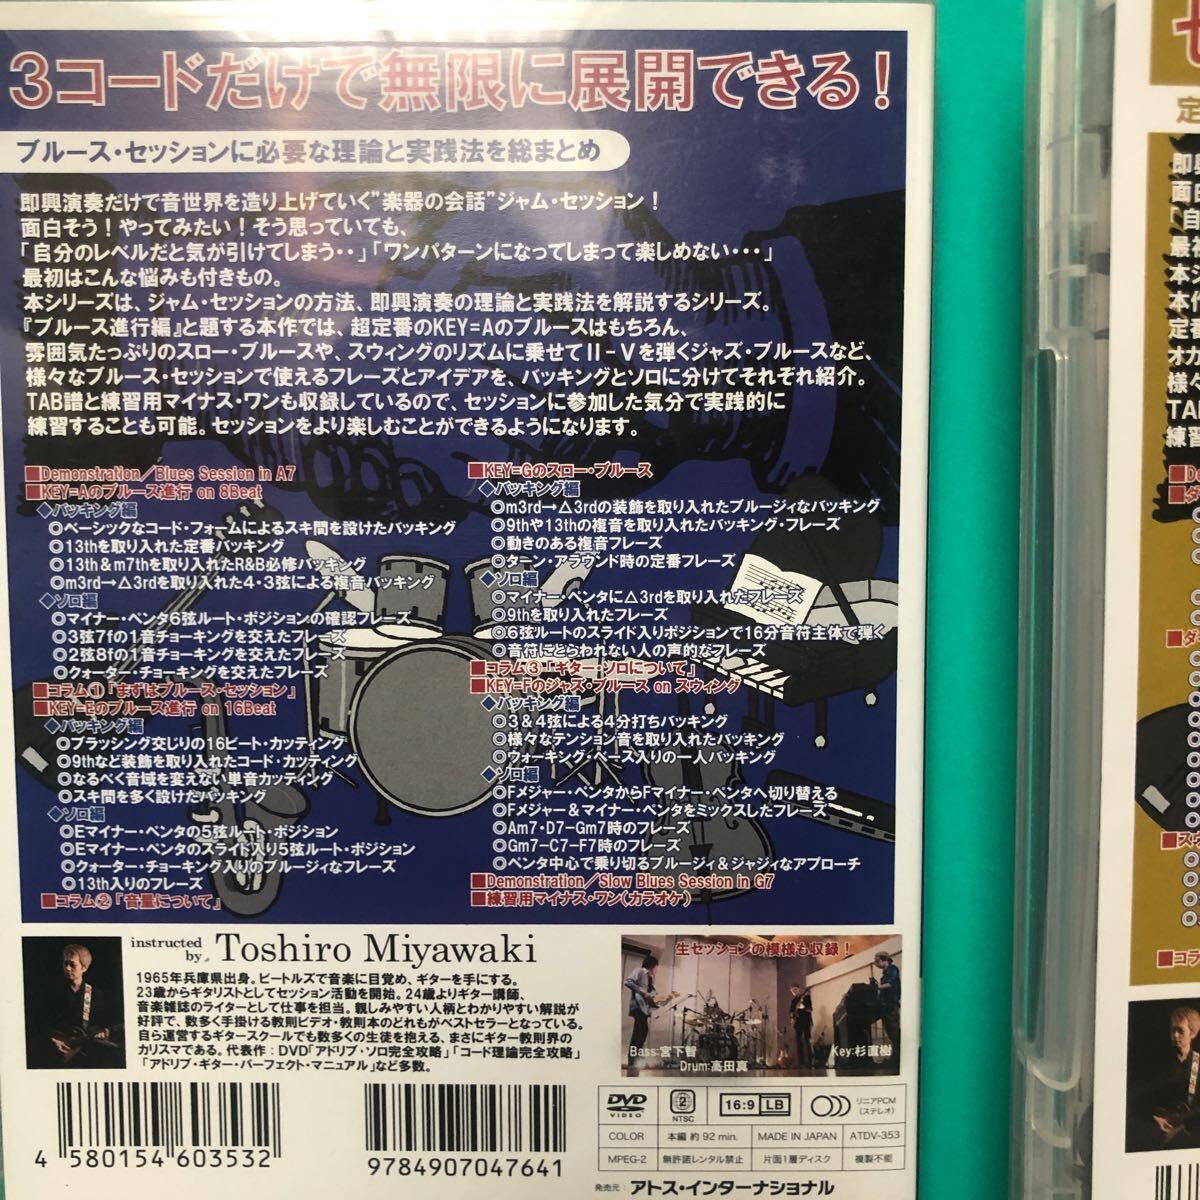 3コードだけで無限に展開できる！
ブルース・セッションに必要な理論と実践法を総まとめ
即興演奏だけで音世界を造り上げていく"楽器の会話"ジャム・セッション！
面白そう！やってみたい！そう思っていても、
「自分のレベルだと気が引けてしまう・・」「ワンパターンになってしまって楽しめない・・・」
最初はこんな悩みも付きもの。
本シリーズは、ジャム・セッションの方法、即興演奏の理論と実践法を解説するシリーズ。
『ブルース進行編』と題する本作では、超定番のKEY=Aのブルースはもちろん、
雰囲気たっぷりのスロー・ブルースや、スウィングのリズムに乗せてII-Vを弾くジャズ・ブルースなど、
様々なブルース・セッションで使えるフレーズとアイデアを、バッキングとソロに分けてそれぞれ紹介。
TAB譜と練習用マイナス・ワンも収録しているので、セッションに参加した気分で実践的に
練習することも可能。セッションをより楽しむことができるようになります。
■Demonstration／Blues Session in A7
■KEY=Aのブルース進行 on 8Beat
◆バッキング編
◎ベーシックなコード・フォームによるスキ間を設けたバッキング
◎13thを取り入れた定番バッキング
◎13th＆m7thを取り入れたR&B必修バッキング
◎m3rd→△3rdを取り入れた4・3弦による複音バッキング
◆ソロ編
◎マイナー・ペンタ6弦ルート・ポジションの確認フレーズ
◎3弦7fの1音チョーキングを交えたフレーズ
◎2弦8fの1音チョーキングを交えたフレーズ
◎クォーター・チョーキングを交えたフレーズ
■コラム①「まずはブルース・セッション」
■KEY=Eのブルース進行 on 16Beat
◆バッキング編
◎ブラッシング交じりの16ビート・カッティング
◎9thなど装飾を取り入れたコード・カッティング
◎なるべく音域を変えない単音カッティング
◎スキ間を多く設けたバッキング
◆ソロ編
◎Eマイナー・ペンタの5弦ルート・ポジション
◎Eマイナー・ペンタのスライド入り5弦ルート・ポジション
◎クォーター・チョーキング入りのブルージィなフレーズ
◎13th入りのフレーズ
■コラム②「音量について」
■KEY=Gのスロー・ブルース
◆バッキング編
◎m3rd→△3rdの装飾を取り入れたブルージィなバッキング
◎9thや13thの複音を取り入れたバッキング・フレーズ
◎動きのある複音フレーズ
◎ターン・アラウンド時の定番フレーズ
◆ソロ編
◎マイナー・ペンタに△3rdを取り入れたフレーズ
◎9thを取り入れたフレーズ
◎6弦ルートのスライド入りポジションで16分音符主体で弾く
◎音符にとらわれない人の声的なフレーズ
■コラム③「ギター・ソロについて」
■KEY=Fのジャズ・ブルース on スウィング
◆バッキング編
◎3＆4弦による4分打ちバッキング
◎様々なテンション音を取り入れたバッキング
◎ウォーキング・ベース入りの一人バッキング
◆ソロ編
◎Fメジャー・ペンタからFマイナー・ペンタへ切り替える
◎Fメジャー＆マイナー・ペンタをミックスしたフレーズ
◎Am7・D7-Gm7時のフレーズ
◎Gm7-C7-F7時のフレーズ
◎ペンタ中心で乗り切るブルージィ＆ジャジィなアプローチ
■Demonstration／Slow Blues Session in G7
■練習用マイナス・ワン（カラオケ）
instructed by Toshiro Miyawaki
1965年兵庫県出身。ビートルズで音楽に目覚め、ギターを手にする。
23歳からギタリストとしてセッション活動を開始。24歳よりギター講師、
音楽雑誌のライターとして仕事を担当。親しみやすい人柄とわかりやすい解説が
好評で、数多く手掛ける教則ビデオ・教則本のどれもがベストセラーとなっている。
自ら運営するギタースクールでも数多くの生徒を抱える、まさにギター教則界の
カリスマである。代表作：DVD「アドリブ・ソロ完全攻略」「コード理論完全攻略」
「アドリブ・ギター・パーフェクト・マニュアル」など多数。
生セッションの模様も収録！
Bass:宮下智
Drum:高田真
Key:杉直樹
4 580154 603532
9784907047641
DVD VIDEO
2 NTSC
16:9 LB
リニアPCM（ステレオ）
COLOR
本編 約 92 min.
MADE IN JAPAN
ATDV-353
MPEG-2
無許諾レンタル禁止
片面1層ディスク
複製不能
発売元：アトス・インターナショナル
セ
定
即興
面白
「自
最初
本シ
定
オ
様々
TA
練習
■コラ